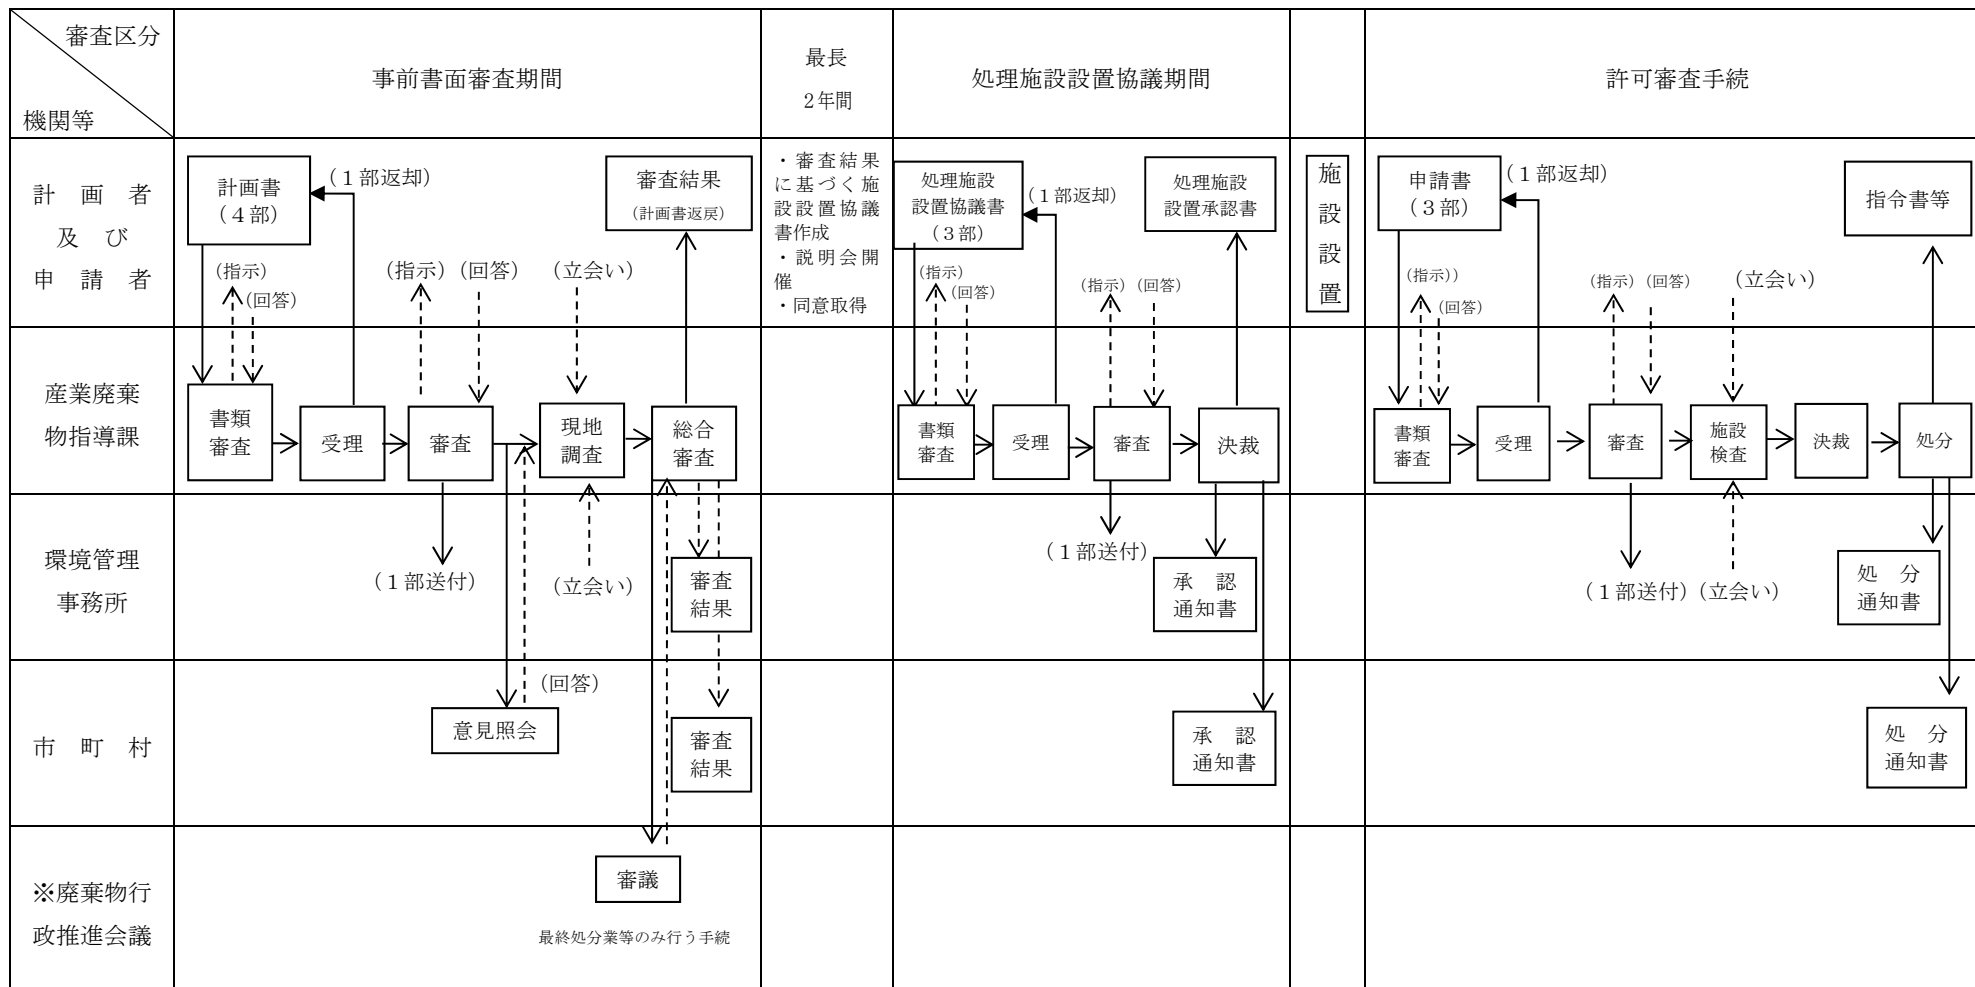 審査区分
機関等
事前書面審査期間
最長
２年間
処理施設設置協議期間
許可審査手続
計　画　者
及　び
申　請　者
計画書
（４部）
（１部返却）
審査結果
（計画書返戻）
（指示）
（回答）
（指示）（回答）
（立会い）
・審査結果
に基づく施
設設置協議
書作成
・説明会開
催
・同意取得
処理施設
設置協議書
（３部）
（１部返却）
処理施設
設置承認書
（指示）
（回答）
（指示）（回答）
施
設
設
置
申請書
（３部）
（１部返却）
指令書等
（指示））
（回答）
（指示）（回答）
（立会い）
産業廃棄
物指導課
書類
審査
受理
審査
現地
調査
総合
審査
書類
審査
受理
審査
決裁
書類
審査
受理
審査
施設
検査
決裁
処分
環境管理
事務所
（１部送付）
（立会い）
審査
結果
（１部送付）
承　認
通知書
（１部送付）（立会い）
処　分
通知書
市　町　村
（回答）
意見照会
審査
結果
承　認
通知書
処　分
通知書
※廃棄物行
政推進会議
審議
最終処分業等のみ行う手続